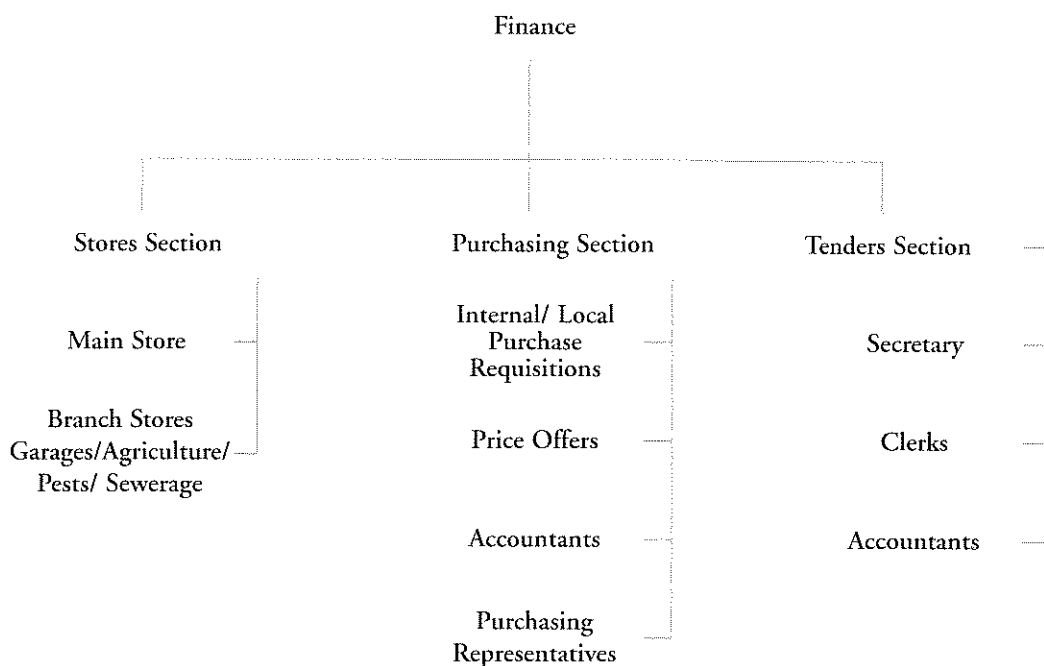 Finance
Stores Section
Purchasing Section
Tenders Section
Main Store
Internal/ Local
Purchase
Requisitions
Secretary
Branch Stores
Garages/Agriculture/
Pests/ Sewerage
Price Offers
Clerks
Accountants
Accountants
Purchasing
Representatives